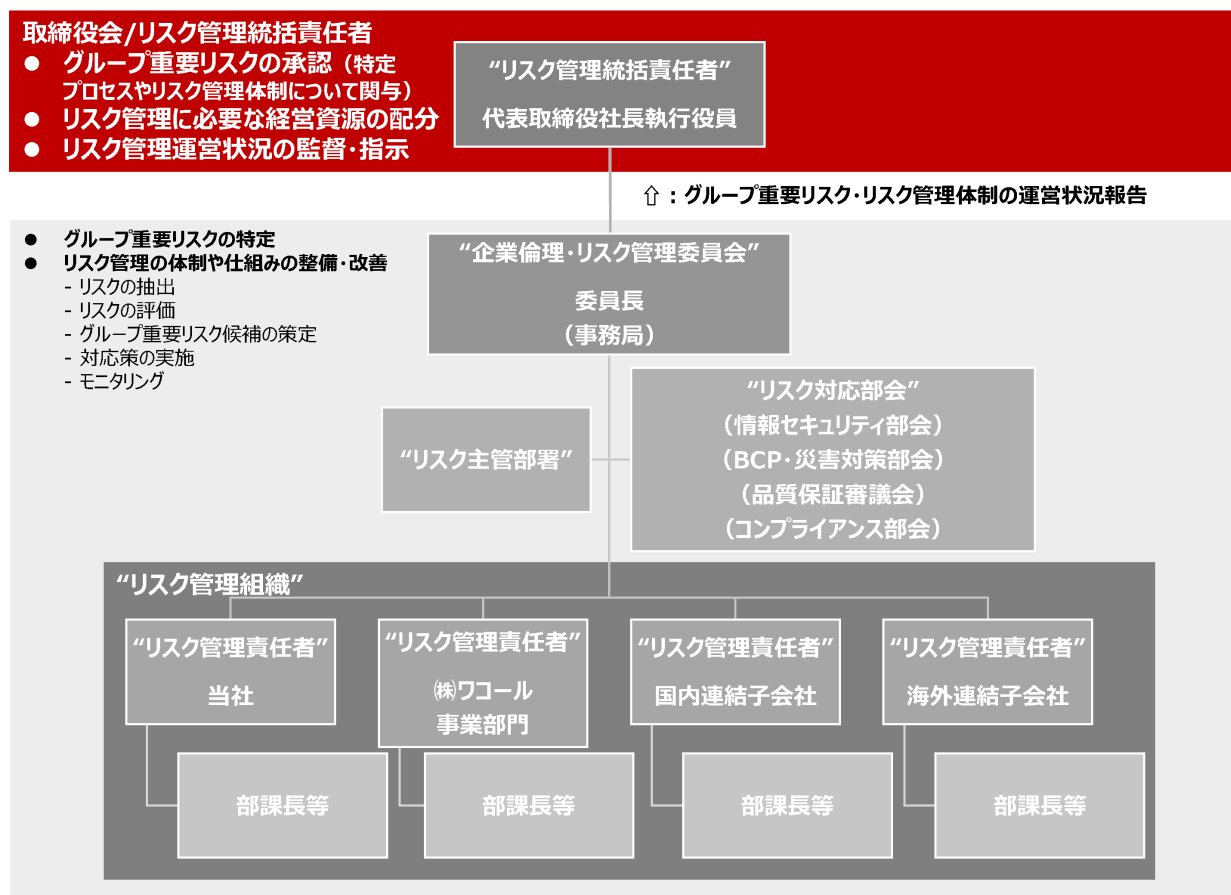 取締役会/リスク管理統括責任者
● グループ重要リスクの承認（特定
プロセスやリスク管理体制について関与）
● リスク管理に必要な経営資源の配分
● リスク管理運営状況の監督・指示
“リスク管理統括責任者”
代表取締役社長執行役員
⇧ ：グループ重要リスク・リスク管理体制の運営状況報告
● グループ重要リスクの特定
● リスク管理の体制や仕組みの整備・改善
- リスクの抽出
- リスクの評価
- グループ重要リスク候補の策定
- 対応策の実施
- モニタリング
“企業倫理・リスク管理委員会”
委員長
（事務局）
“リスク主管部署”
“リスク対応部会”
（情報セキュリティ部会）
（BCP・災害対策部会）
（品質保証審議会）
（コンプライアンス部会）
“リスク管理組織”
“リスク管理責任者”
当社
部課長等
“リスク管理責任者”
㈱ワコール
事業部門
部課長等
“リスク管理責任者”
国内連結子会社
部課長等
“リスク管理責任者”
海外連結子会社
部課長等